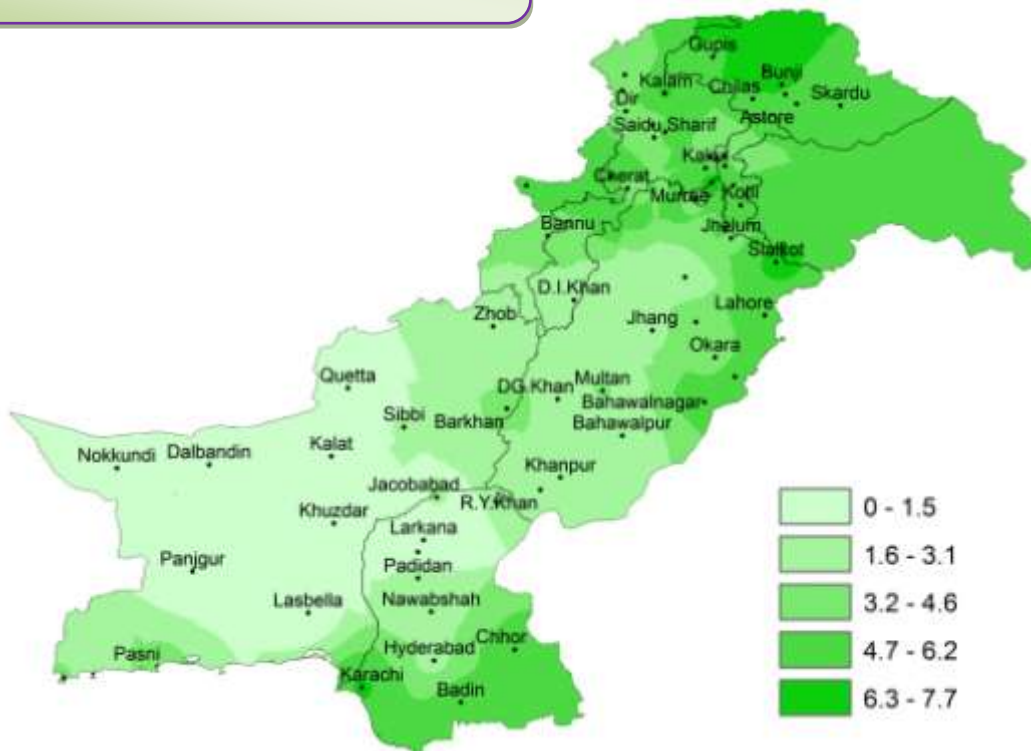 Gupis
Bunji
Kalam
Chilas
Skardu
Dir
Astore
Saidu Sharif
Cherat
Kotli
Bannu
Jhelum
Sialkot
D.I.Khan
Zhob
Lahore
Jhang
Okara
Quetta
DG.Khan
Multan
Sibbi
Barkhan
Bahawalnagar
Bahawalpur
Kalat
Nokkundi
Dalbandin
Khanpur
Jacobabad
R.Y.Khan
Khuzdar
Larkana
Panjgur
Padidan
Lasbella
Nawabshah
Chhor
Hyderabad
Pasni
Karachi
Badin
0 - 1.5
1.6 - 3.1
3.2 - 4.6
4.7 - 6.2
6.3 - 7.7